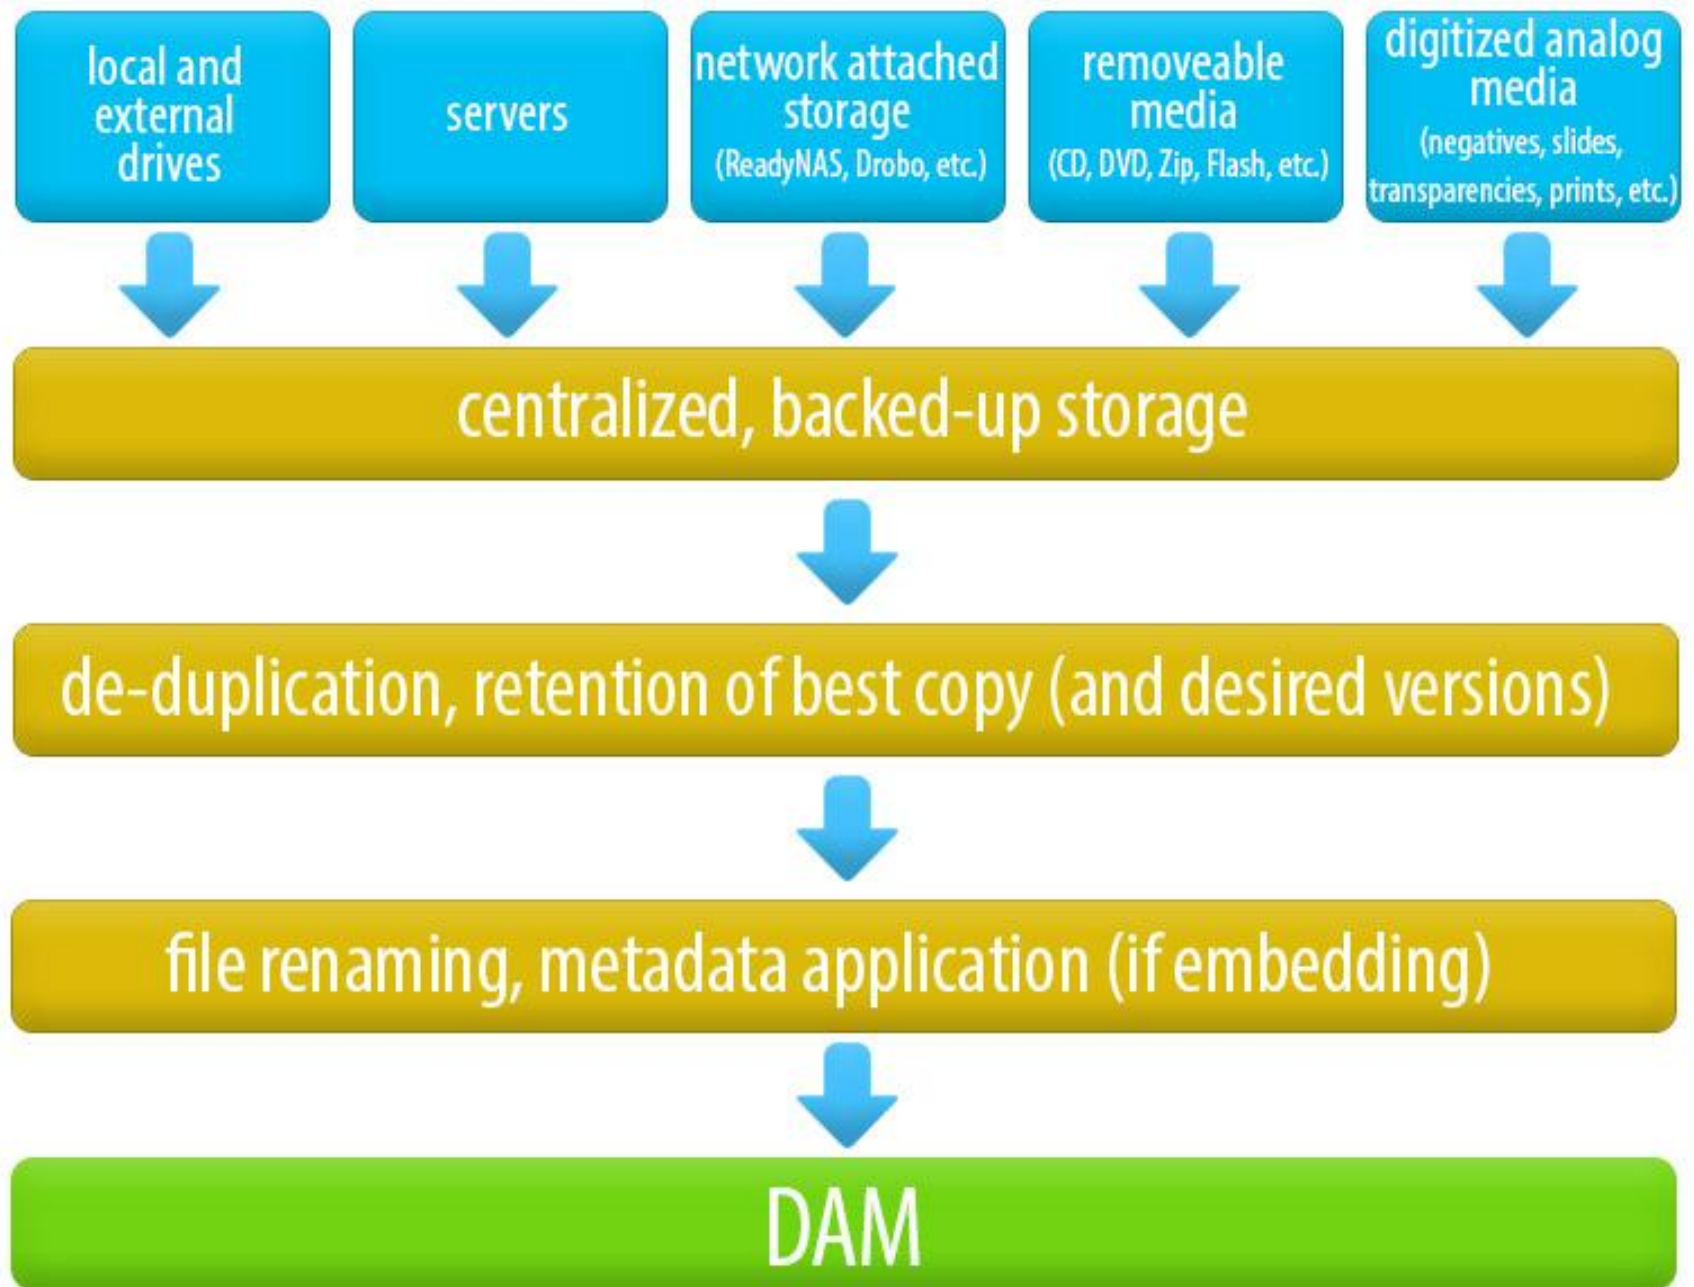 local and
external
drives
servers
network attached
storage
(ReadyNAS, Drobo, etc.)
removeable
media
(CD, DVD, Zip, Flash, etc.)
digitized analog
media
(negatives, slides,
transparencies, prints, etc.)
centralized, backed-up storage
de-duplication, retention of best copy (and desired versions)
file renaming, metadata application (if embedding)
DAM